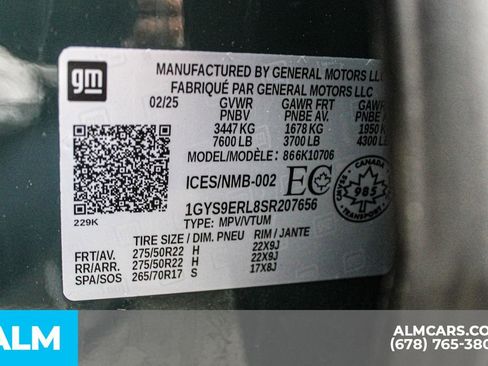 gm
MANUFACTURED BY GENERAL MOTORS LLC
FABRIQUÉ PAR GENERAL MOTORS LLC
02/25 GVWR GAWR FRT GAWR
PNBV PNBE AV. PNBE
3447 KG 1678 KG 1950
7600 LB 3700 LB 4300 LB
MODEL/MODÈLE: 866K10706
ICES/NMB-002 EC
CANADA
985
1GYS9ERL8SR207656
TYPE: MPV/VTUM
229K
TIRE SIZE / DIM. PNEU RIM / JANTE
FRT/AV. 275/50R22 H 22X9J
RR/ARR. 275/50R22 H 22X9J
SPA/SOS 265/70R17 S 17X8J
ALM
ALMCARS.CO
(678) 765-380